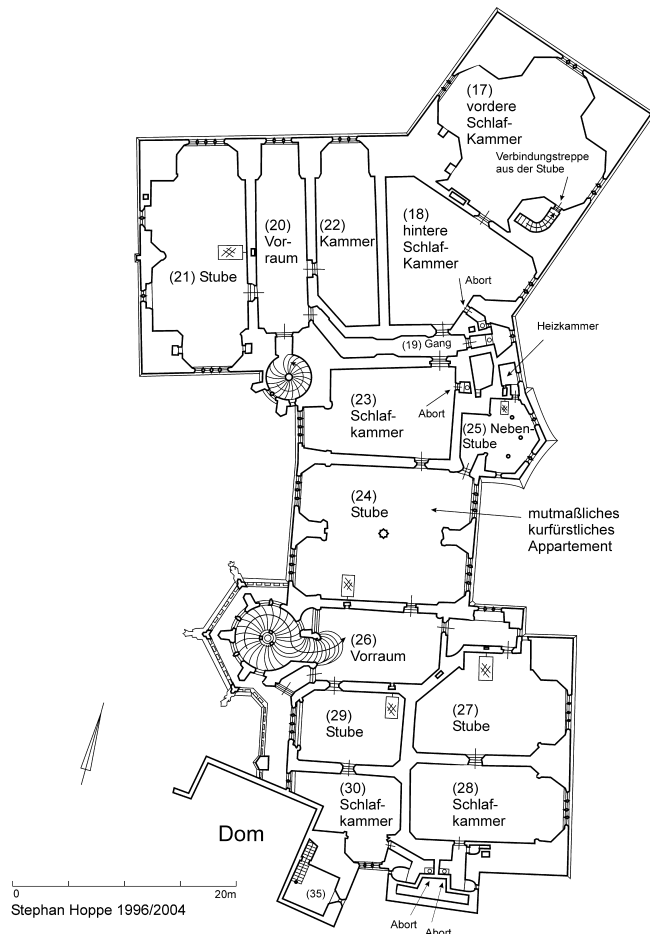 (17)
vordere
Schlaf-
Kammer
Verbindungstreppe
aus der Stube
(18)
hintere
Schlaf-
Kammer
(20)
Vor-
raum
(22)
Kammer
(21) Stube
Abort
Heizkammer
(19) Gang
(23)
Schlaf-
kammer
Abort
(25) Neben-
Stube
(24)
Stube
mutmaßliches
kurfürstliches
Appartement
(26)
Vorraum
(27)
Stube
(29)
Stube
(28)
Schlaf-
kammer
(30)
Schlaf-
kammer
Dom
(35)
0
20m
Stephan Hoppe 1996/2004
Abort
Abort